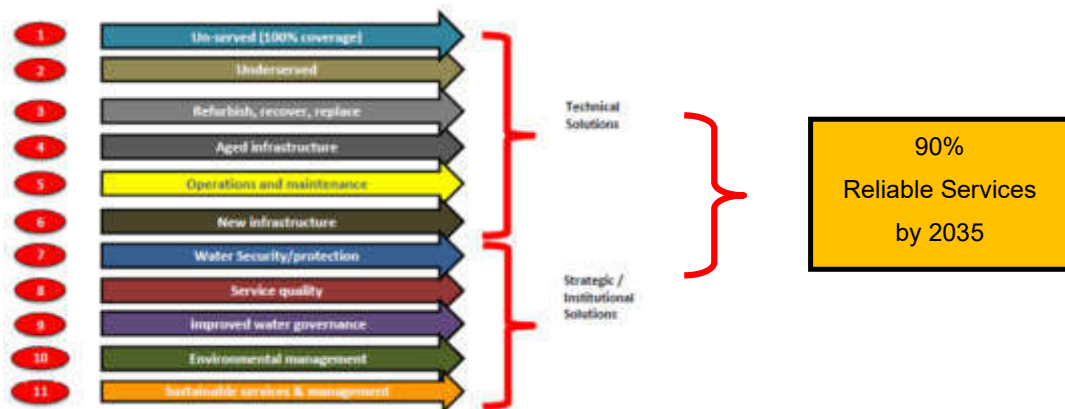 1
Un-served (100% coverage)
2
Underserved
3
Refurbish, recover, replace
4
Aged infrastructure
5
Operations and maintenance
6
New infrastructure
7
Water Security/protection
8
Service quality
9
Improved water governance
10
Environmental management
11
Sustainable services & management
Technical
Solutions
Strategic /
Institutional
Solutions
90%
Reliable Services
by 2035